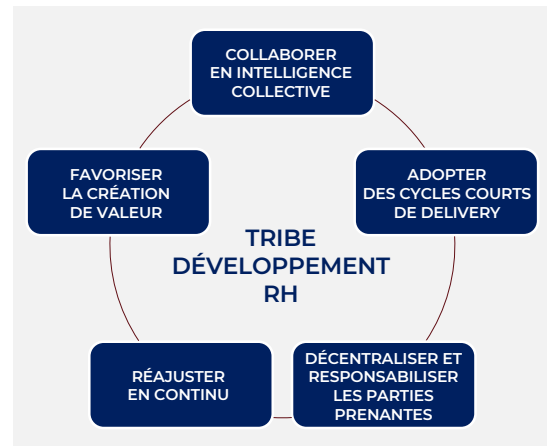 COLLABORER
EN INTELLIGENCE
COLLECTIVE
FAVORISER
LA CRÉATION
DE VALEUR
ADOPTER
DES CYCLES COURTS
DE DELIVERY
TRIBE
DÉVELOPPEMENT
RH
RÉAJUSTER
EN CONTINU
DÉCENTRALISER ET
RESPONSABILISER
LES PARTIES
PRENANTES